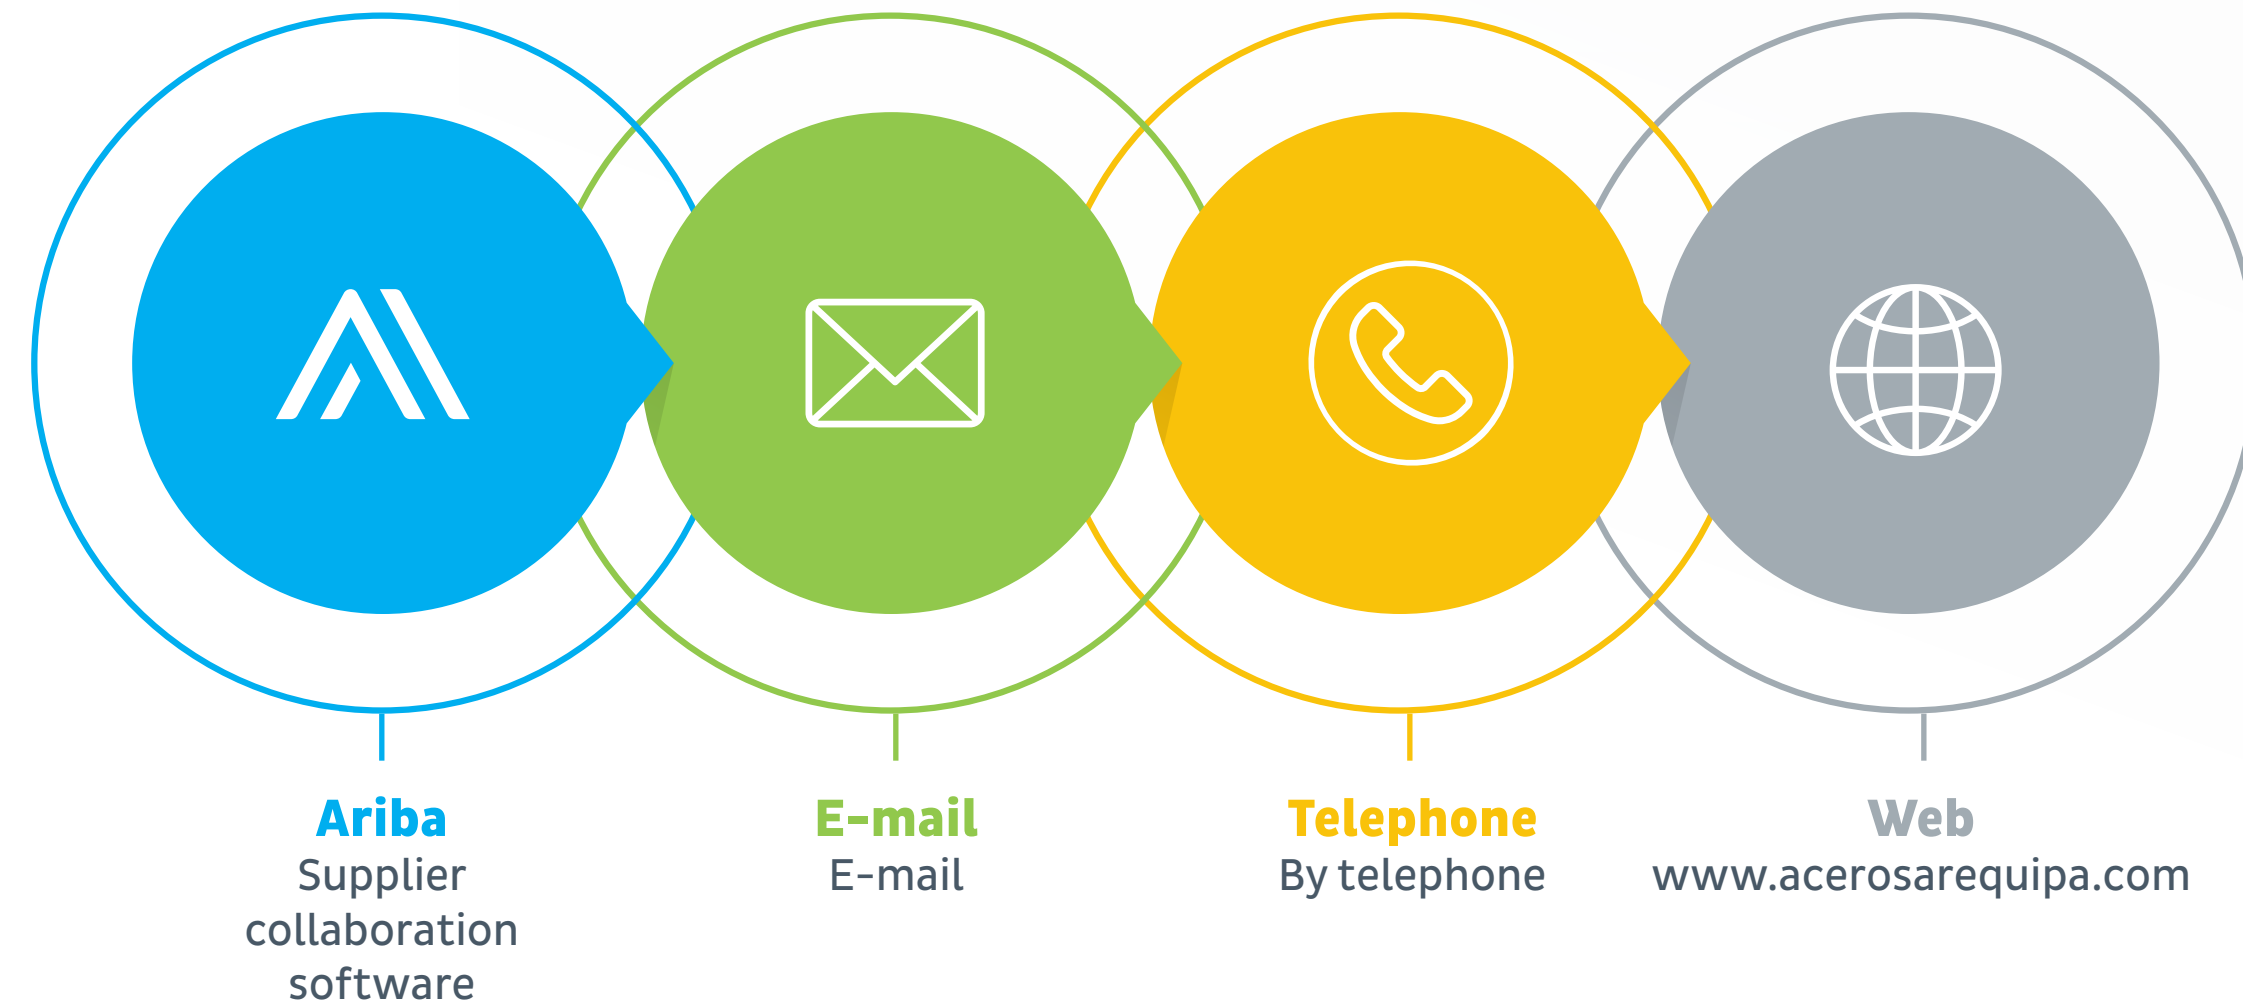 Ariba
Supplier
collaboration
software
E-mail
E-mail
Telephone
By telephone
Web
www.acerosarequipa.com